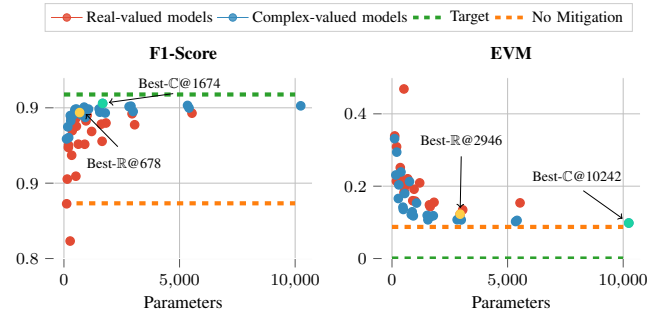 Real-valued models Complex-valued models Target No Mitigation
F1-Score
0.9
0.9
0.8
0 5,000 10,000
Parameters
Best-ℂ@1674
Best-ℝ@678
EVM
0.4
0.2
0
0 5,000 10,000
Parameters
Best-ℝ@2946
Best-ℂ@10242